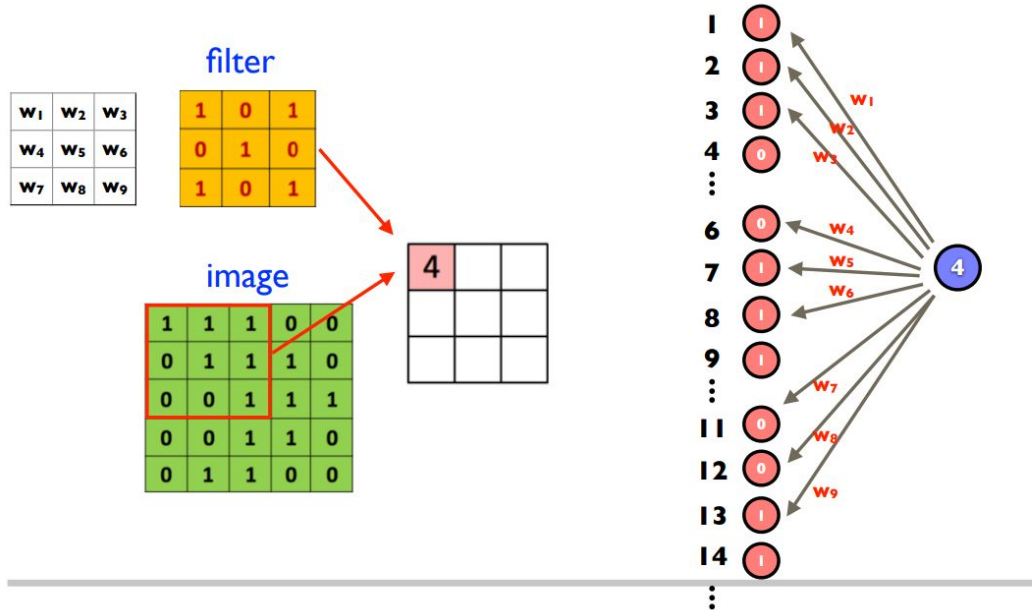 filter
w1 w2 w3
w4 w5 w6
w7 w8 w9
1 0 1
0 1 0
1 0 1
image
1 1 1 0 0
0 1 1 1 0
0 0 1 1 1
0 0 1 1 0
0 1 1 0 0
4
1 1
2 1
3 1
4 0
⋮
6 0
7 1
8 1
9 1
⋮
11 0
12 0
13 1
14 1
⋮
w1
w2
w3
w4
w5
w6
w7
w8
w9
4